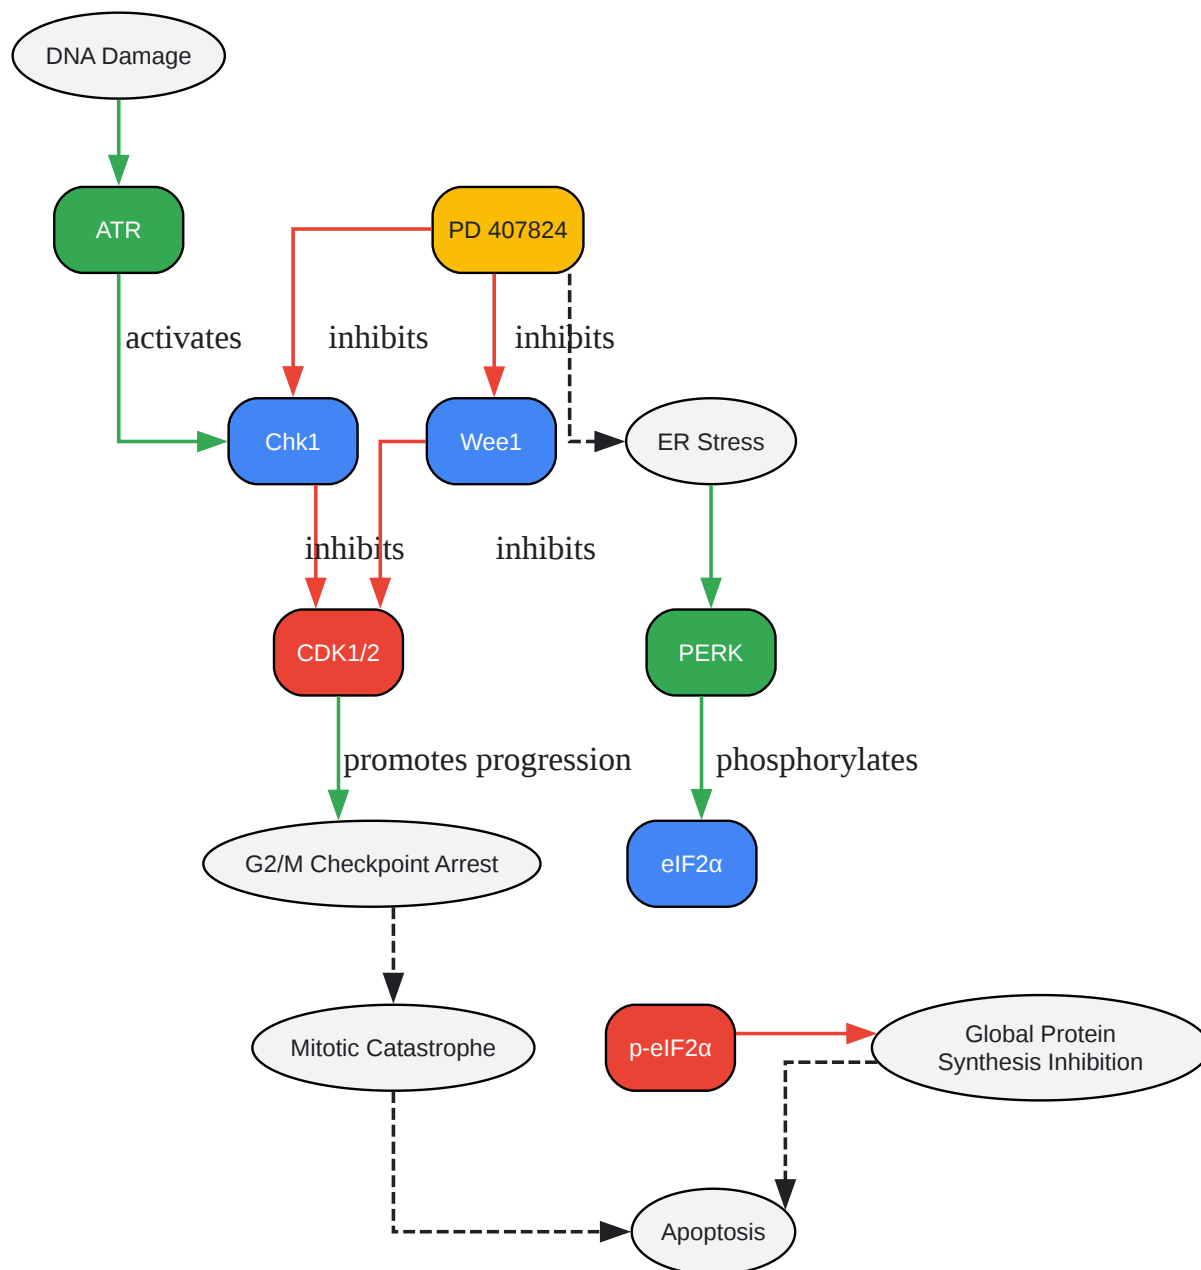 DNA Damage
ATR
PD 407824
activates
inhibits
inhibits
Chk1
Wee1
ER Stress
inhibits
inhibits
CDK1/2
PERK
promotes progression
phosphorylates
G2/M Checkpoint Arrest
eIF2α
Mitotic Catastrophe
p-eIF2α
Global Protein
Synthesis Inhibition
Apoptosis